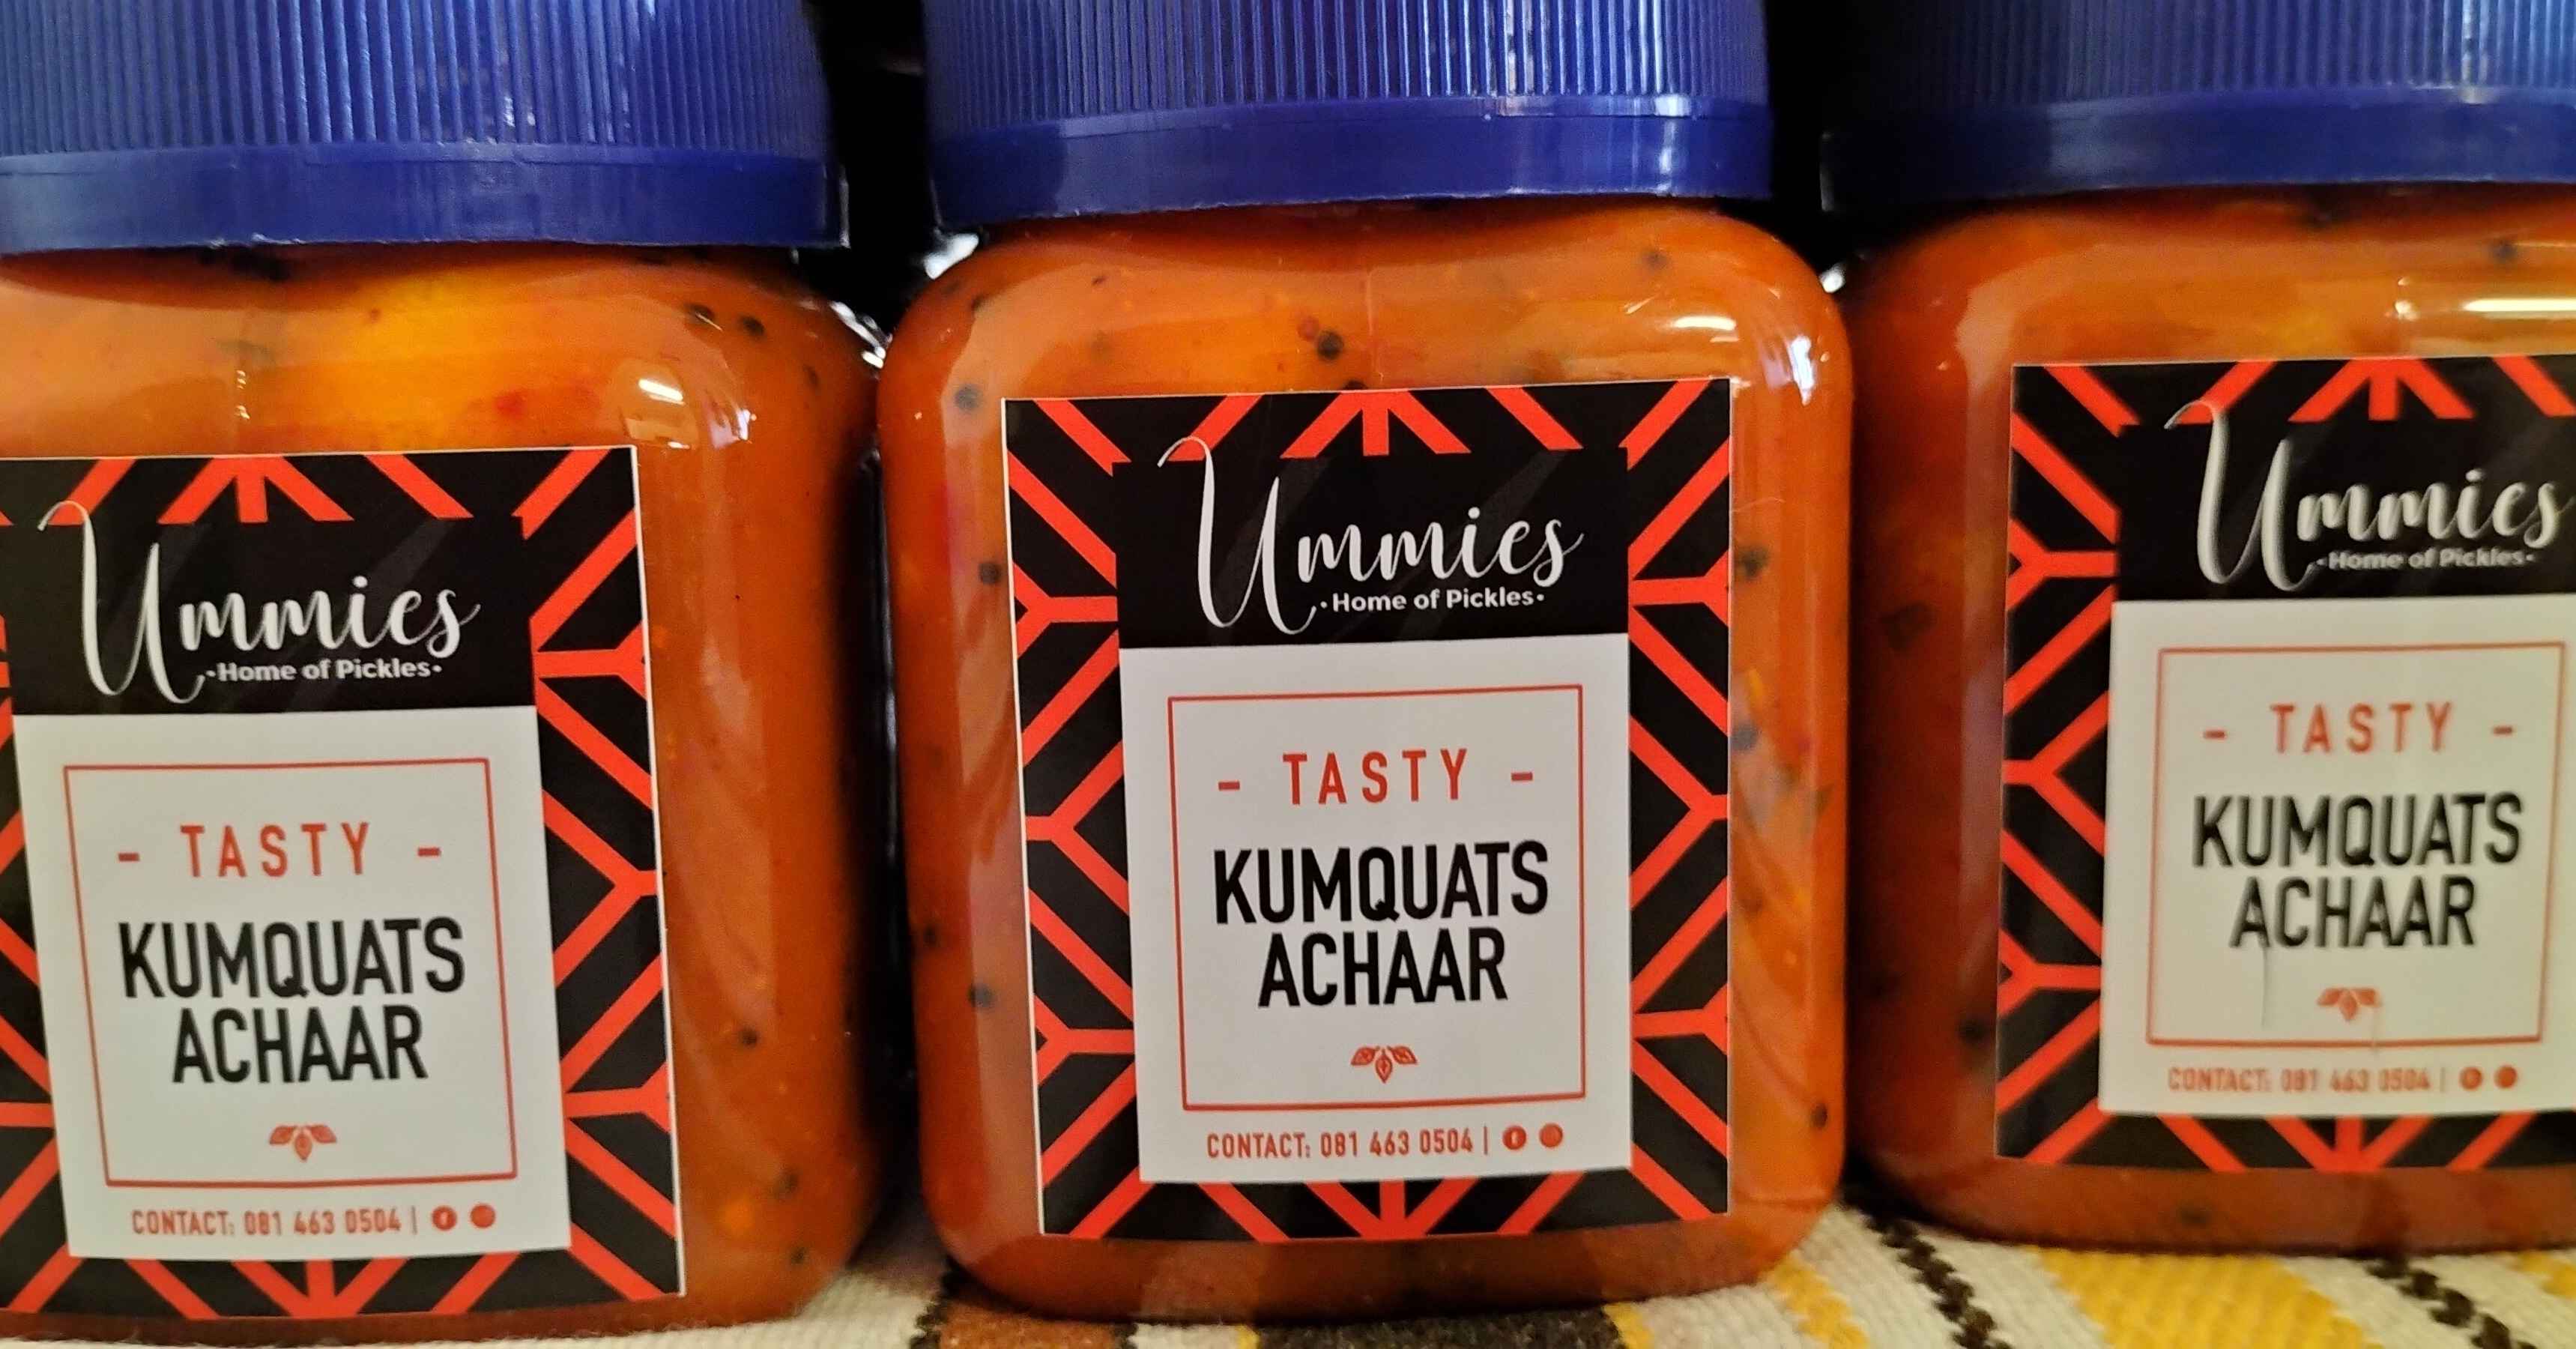 Ummies
•Home of Pickles•
- TASTY -
KUMQUATS
ACHAAR
CONTACT: 081 463 0504 |
Ummies
•Home of Pickles•
- TASTY -
KUMQUATS
ACHAAR
CONTACT: 081 463 0504 |
Ummies
•Home of Pickles•
- TASTY -
KUMQUATS
ACHAAR
CONTACT: 081 463 0504 |